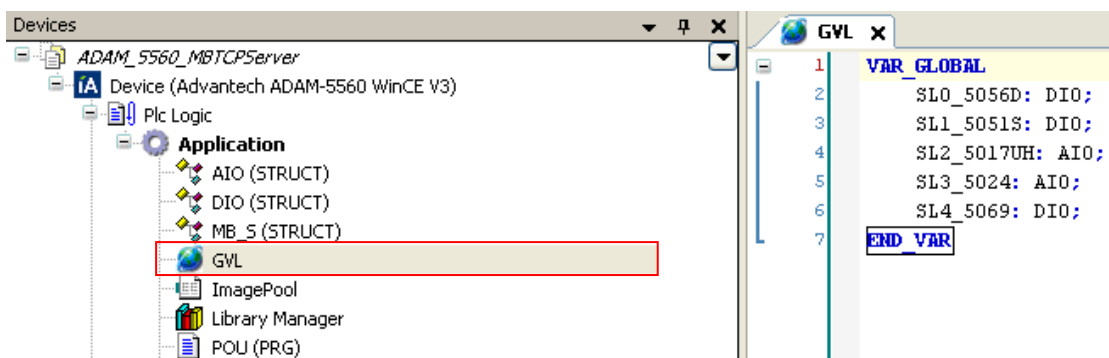 Devices
ADAM_5560_MBTCPServer
Device (Advantech ADAM-5560 WinCE V3)
Plc Logic
Application
AIO (STRUCT)
DIO (STRUCT)
MB_S (STRUCT)
GVL
ImagePool
Library Manager
POU (PRG)
GVL
1 VAR_GLOBAL
2 SL0_5056D: DIO;
3 SL1_5051S: DIO;
4 SL2_5017UH: AIO;
5 SL3_5024: AIO;
6 SL4_5069: DIO;
7 END_VAR